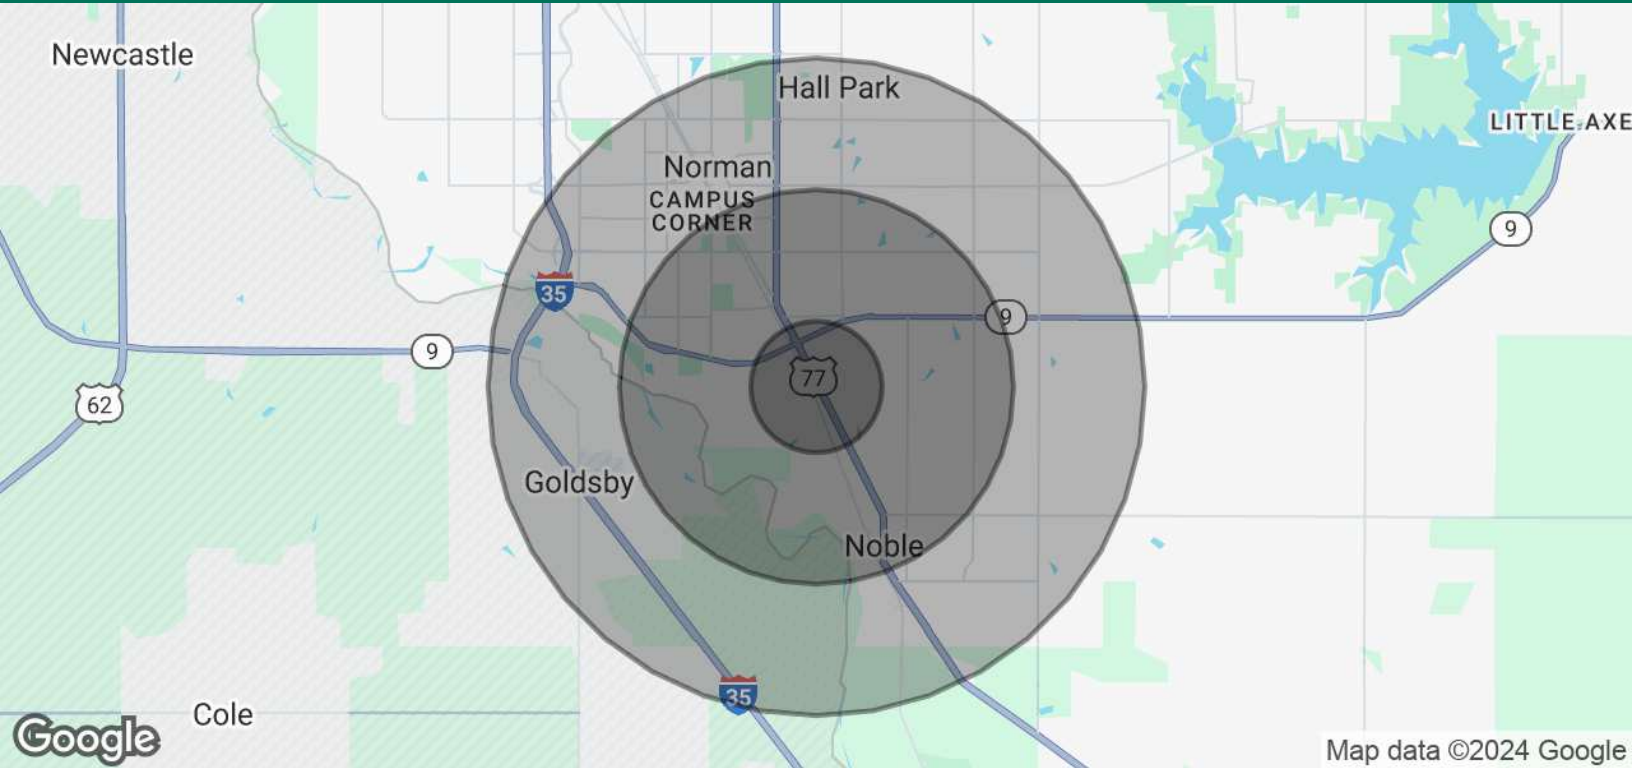 Newcastle
Hall Park
LITTLE AXE
Norman
CAMPUS
CORNER
9
35
9
9
77
62
Goldsby
Noble
35
Cole
Google
Map data ©2024 Google